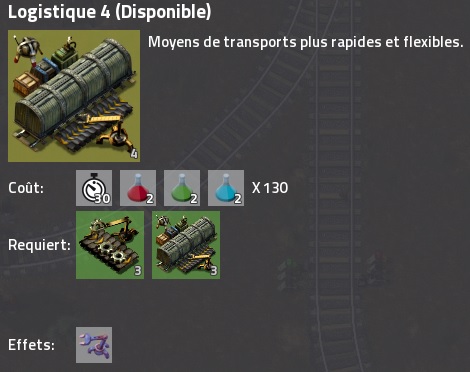 Logistique 4 (Disponible)
Moyens de transports plus rapides et flexibles.
4
Coût: 30 2 2 2 X 130
Requiert: 3 3
Effets: